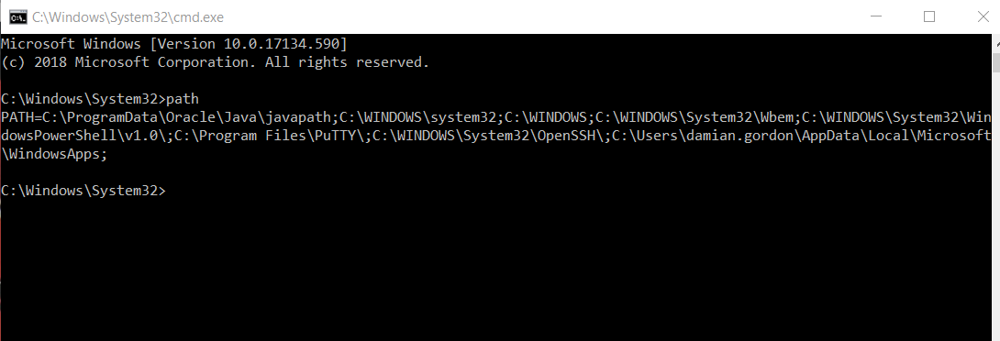 C:\Windows\System32\cmd.exe
Microsoft Windows [Version 10.0.17134.590]
(c) 2018 Microsoft Corporation. All rights reserved.
C:\Windows\System32>path
PATH=C:\ProgramData\Oracle\Java\javapath;C:\WINDOWS\system32;C:\WINDOWS;C:\WINDOWS\System32\Wbem;C:\WINDOWS\System32\Win
dowsPowerShell\v1.0\;C:\Program Files\PuTTY\;C:\WINDOWS\System32\OpenSSH\;C:\Users\damian.gordon\AppData\Local\Microsoft
\WindowsApps;
C:\Windows\System32>